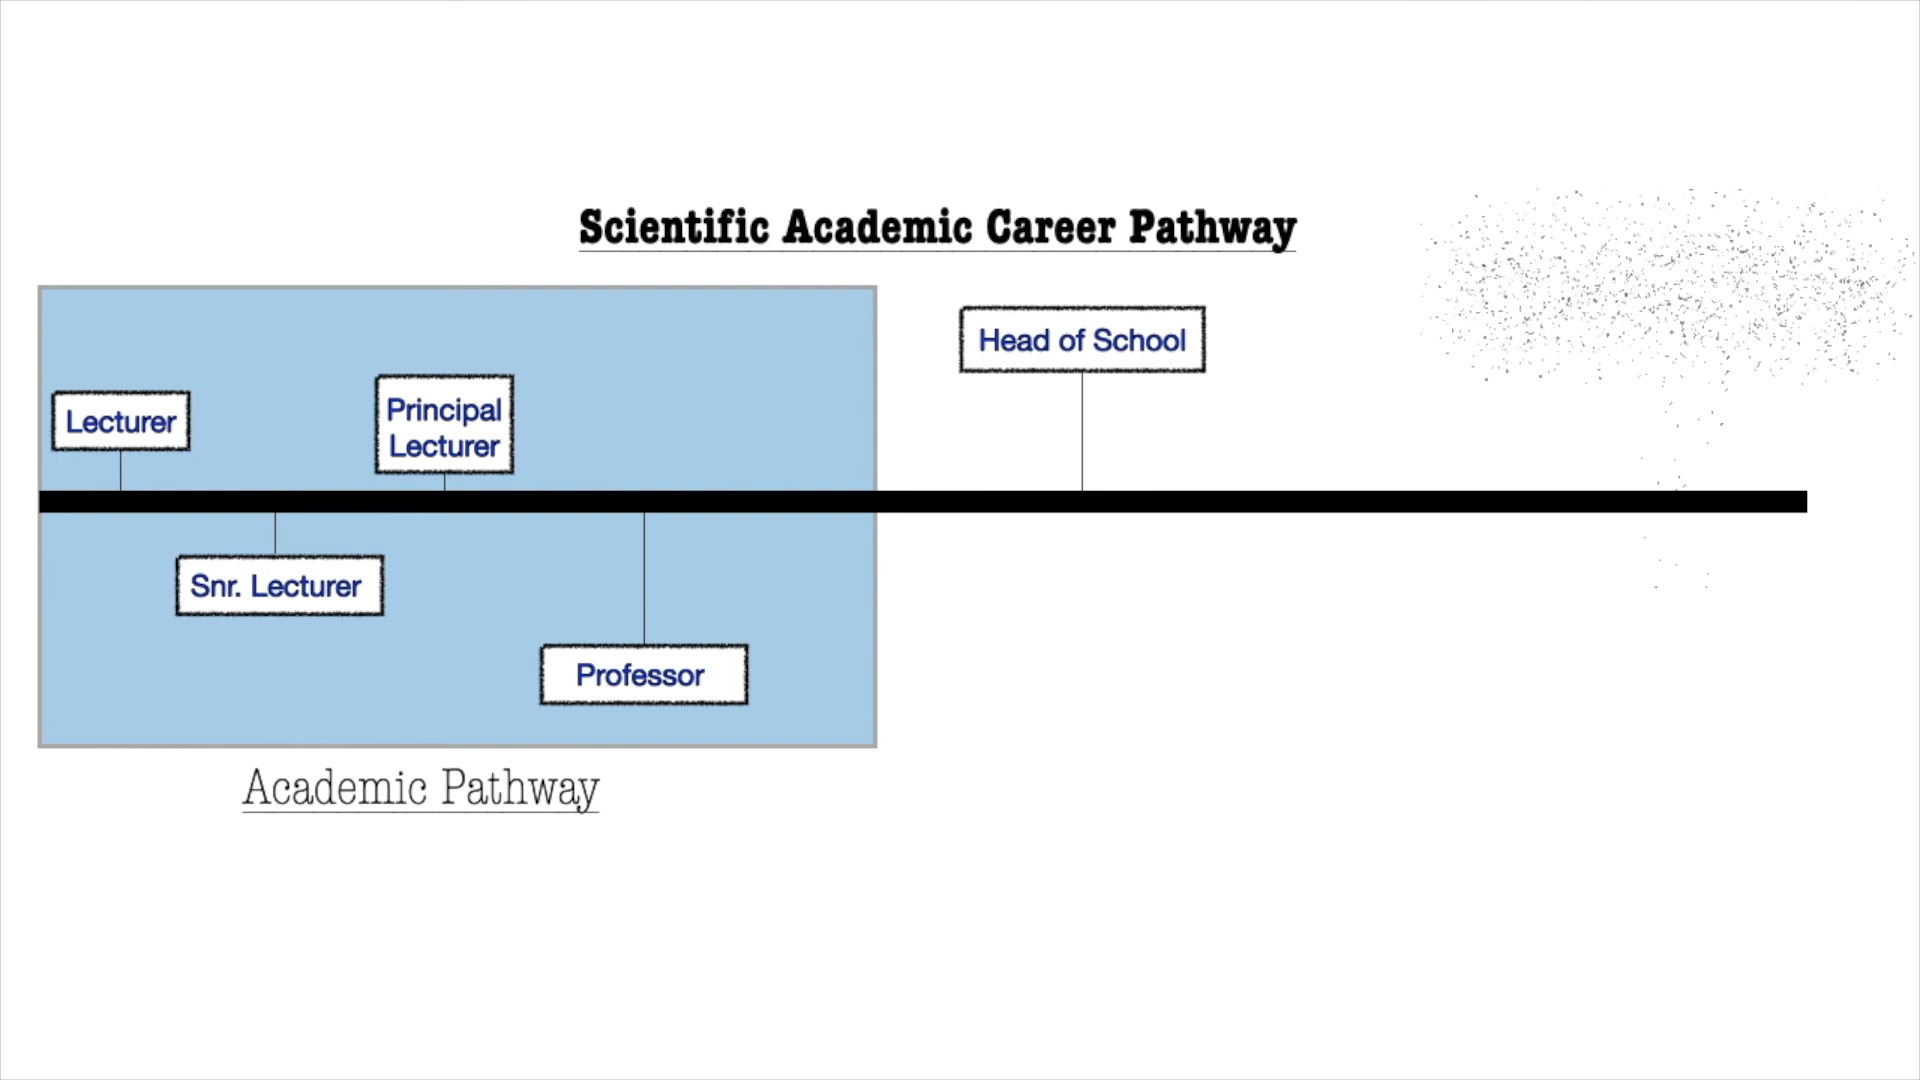 Scientific Academic Career Pathway
Head of School
Lecturer
Principal
Lecturer
Snr. Lecturer
Professor
Academic Pathway